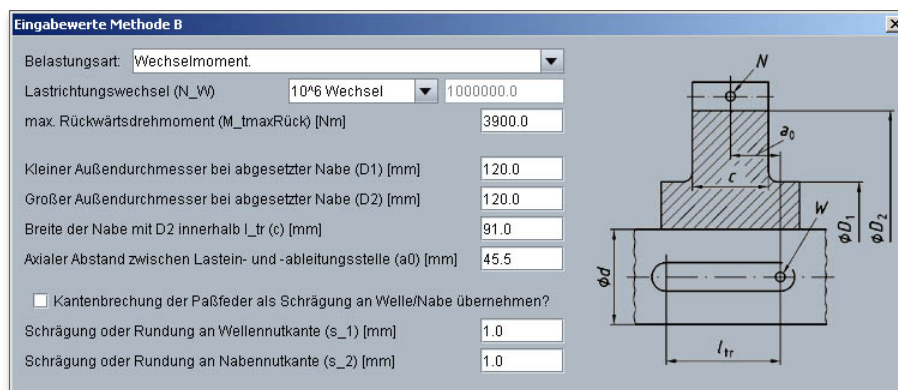 Eingabewerte Methode B
Belastungsart: Wechselmoment.
Lastrichtungswechsel (N_W) 10^6 Wechsel 1000000.0
max. Rückwärtsdrehmoment (M_tmaxRück) [Nm] 3900.0
Kleiner Außendurchmesser bei abgesetzter Nabe (D1) [mm] 120.0
Großer Außendurchmesser bei abgesetzter Nabe (D2) [mm] 120.0
Breite der Nabe mit D2 innerhalb l_tr (c) [mm] 91.0
Axialer Abstand zwischen Lastein- und -ableitungsstelle (a0) [mm] 45.5
Kantenbrechung der Paßfeder als Schrägung an Welle/Nabe übernehmen?
Schrägung oder Rundung an Wellennutkante (s_1) [mm] 1.0
Schrägung oder Rundung an Nabennutkante (s_2) [mm] 1.0
N
a₀
c
W
ϕD₁
ϕD₂
ϕd
lₜᵣ